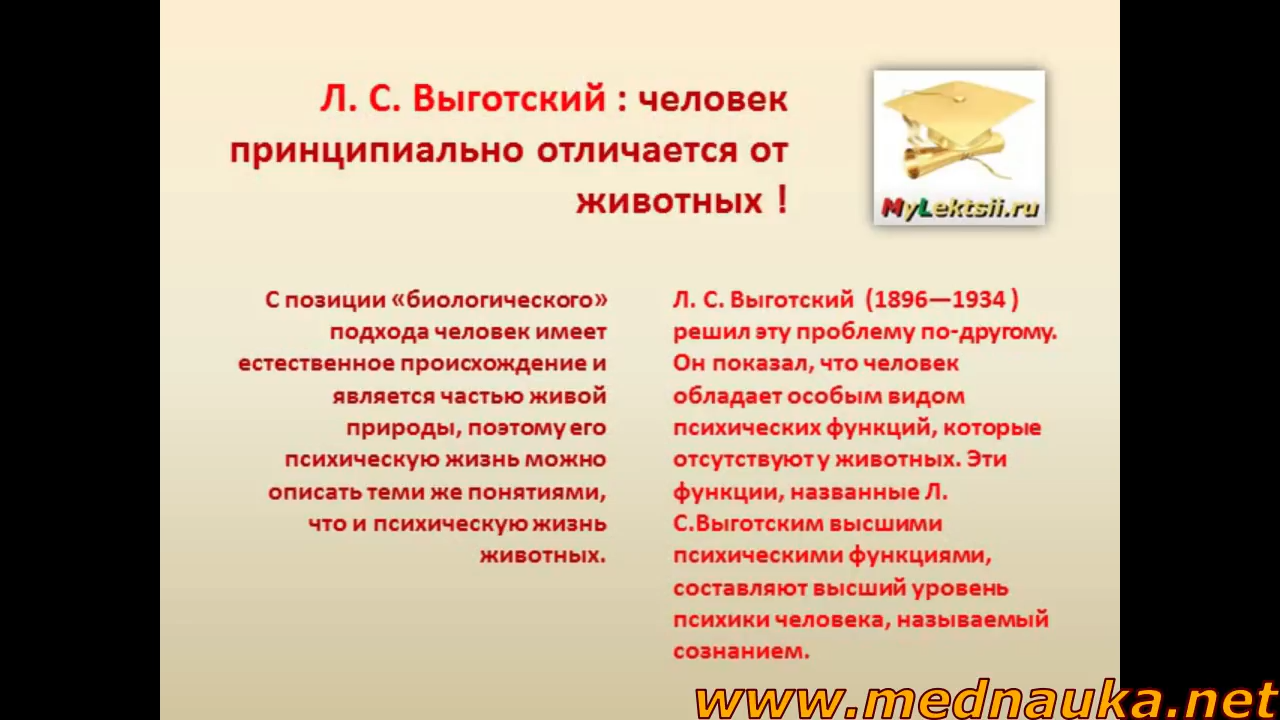 Л. С. Выготский : человек
принципиально отличается от
животных !
MyLektsii.ru
С позиции «биологического»
подхода человек имеет
естественное происхождение и
является частью живой
природы, поэтому его
психическую жизнь можно
описать теми же понятиями,
что и психическую жизнь
животных.
Л. С. Выготский (1896—1934 )
решил эту проблему по-другому.
Он показал, что человек
обладает особым видом
психических функций, которые
отсутствуют у животных. Эти
функции, названные Л.
С.Выготским высшими
психическими функциями,
составляют высший уровень
психики человека, называемый
сознанием.
www.mednauka.net